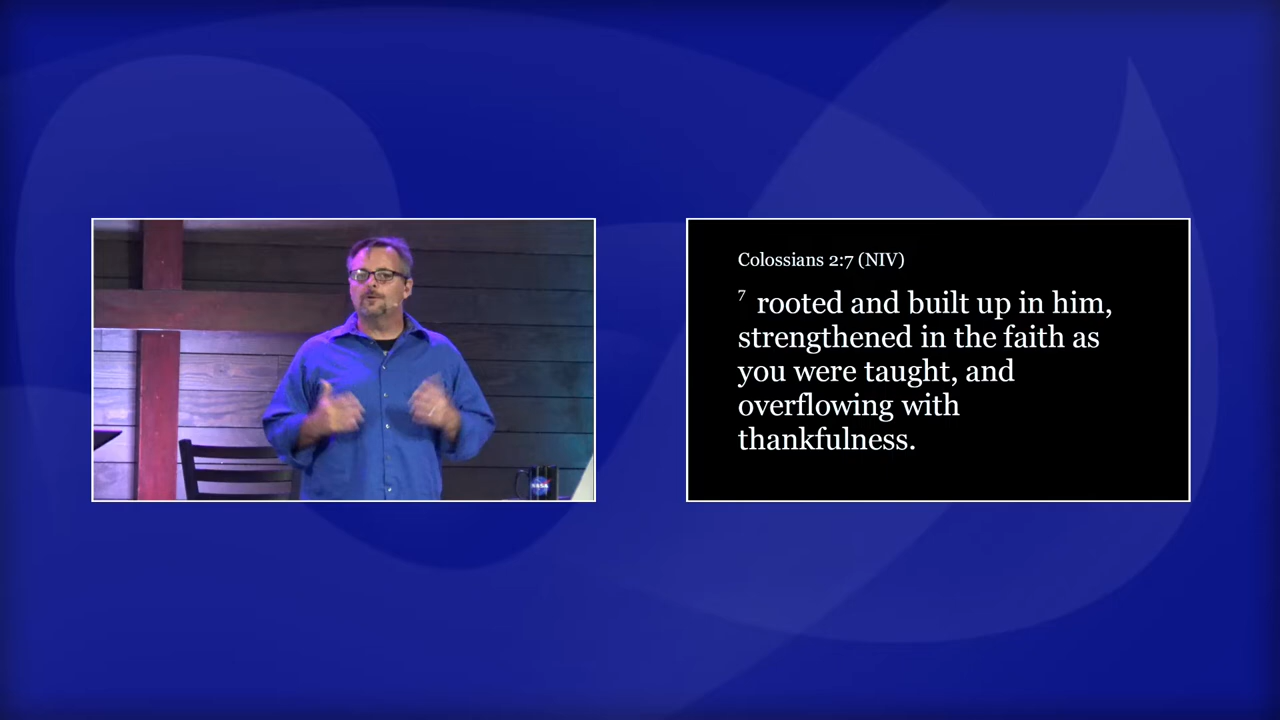 Colossians 2:7 (NIV)
7 rooted and built up in him,
strengthened in the faith as
you were taught, and
overflowing with
thankfulness.
NASA